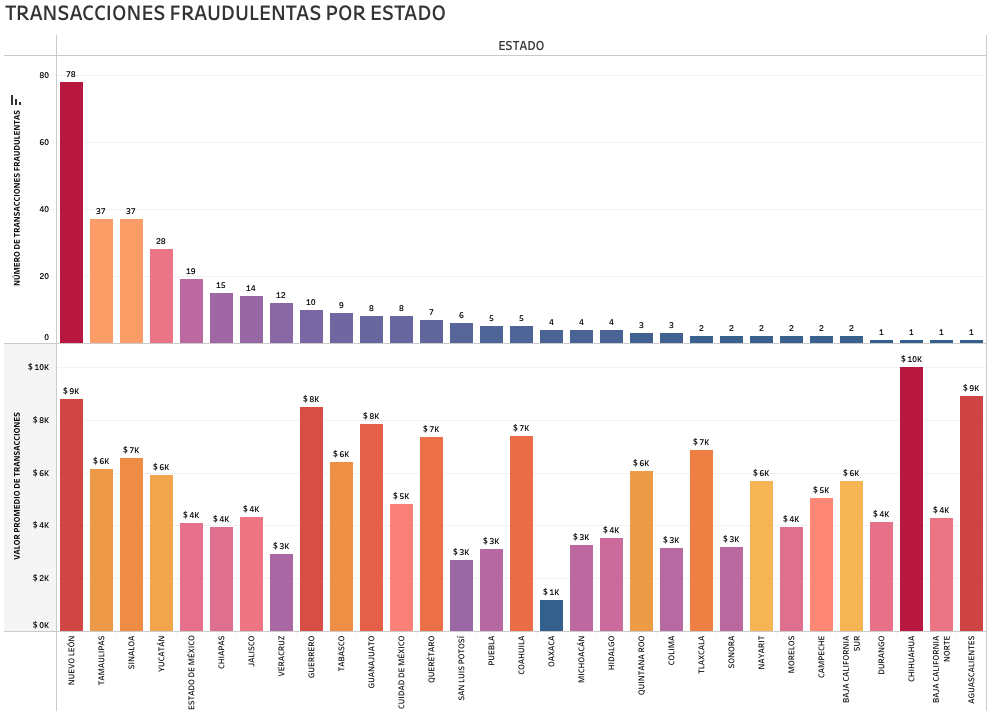 TRANSACCIONES FRAUDULENTAS POR ESTADO
ESTADO
NÚMERO DE TRANSACCIONES FRAUDULENTAS
80
60
40
20
0
78
37
37
28
19
15
14
12
10
9
8
8
7
6
5
5
4
4
4
3
3
2
2
2
2
2
2
1
1
1
1
VALOR PROMEDIO DE TRANSACCIONES
$ 10K
$ 8K
$ 6K
$ 4K
$ 2K
$ 0K
$ 9K
$ 6K
$ 7K
$ 6K
$ 4K
$ 4K
$ 4K
$ 3K
$ 8K
$ 6K
$ 8K
$ 5K
$ 7K
$ 3K
$ 3K
$ 7K
$ 1K
$ 3K
$ 4K
$ 6K
$ 3K
$ 7K
$ 3K
$ 6K
$ 4K
$ 5K
$ 6K
$ 4K
$ 10K
$ 4K
$ 9K
NUEVO LEÓN
TAMAULIPAS
SINALOA
YUCATÁN
ESTADO DE MÉXICO
CHIAPAS
JALISCO
VERACRUZ
GUERRERO
TABASCO
GUANAJUATO
CUIDAD DE MÉXICO
QUERÉTARO
SAN LUIS POTOSÍ
PUEBLA
COAHUILA
OAXACA
MICHOACÁN
HIDALGO
QUINTANA ROO
COLIMA
TLAXCALA
SONORA
NAYARIT
MORELOS
CAMPECHE
BAJA CALIFORNIA
SUR
DURANGO
CHIHUAHUA
BAJA CALIFORNIA
NORTE
AGUASCALIENTES